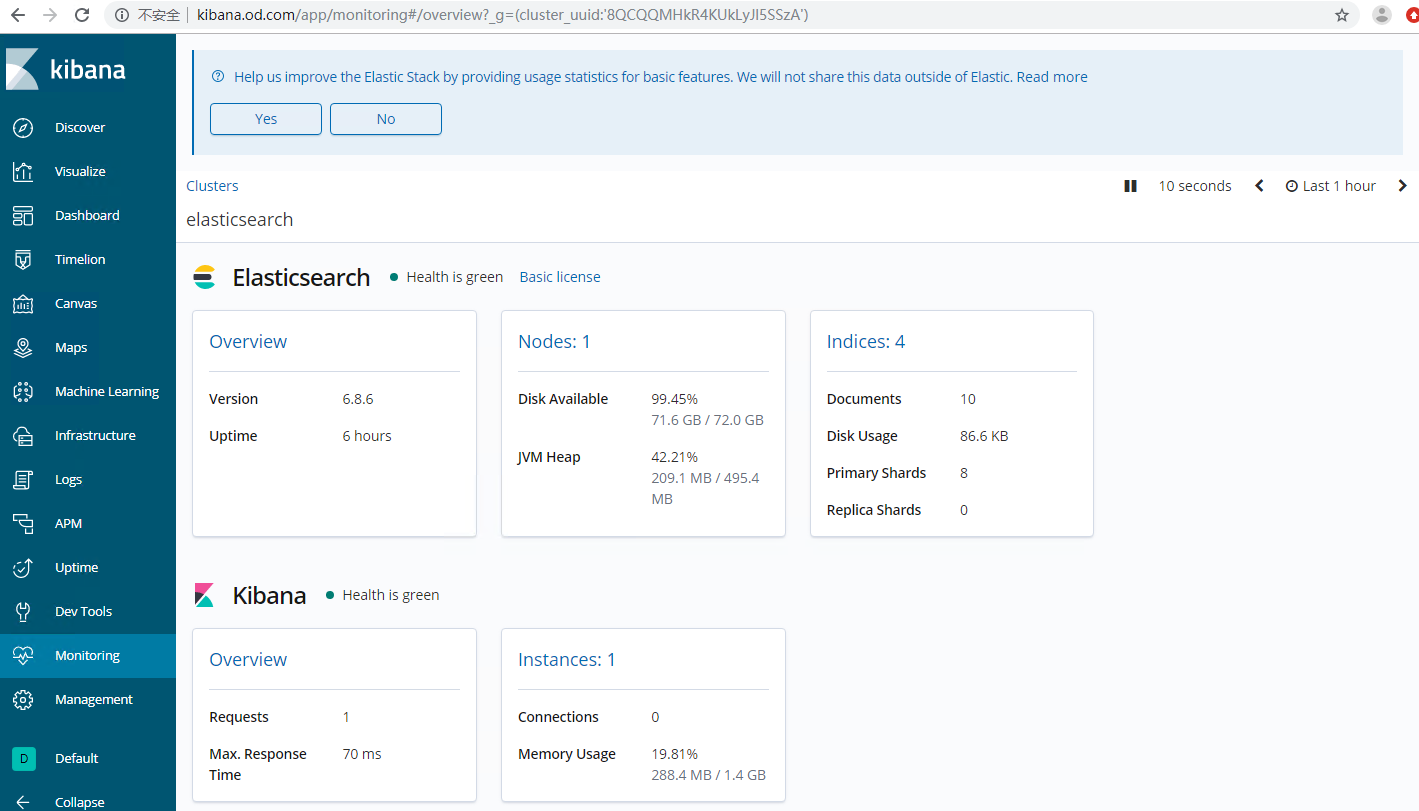 不安全 | kibana.od.com/app/monitoring#/overview?_g=(cluster_uuid:'8QCQQMHkR4KUkLyJI5SSzA')
kibana
Discover
Visualize
Dashboard
Timelion
Canvas
Maps
Machine Learning
Infrastructure
Logs
APM
Uptime
Dev Tools
Monitoring
Management
D Default
Collapse
Help us improve the Elastic Stack by providing usage statistics for basic features. We will not share this data outside of Elastic. Read more
Yes No
Clusters 10 seconds Last 1 hour
elasticsearch
Elasticsearch Health is green Basic license
Overview
Version 6.8.6
Uptime 6 hours
Nodes: 1
Disk Available 99.45%
71.6 GB / 72.0 GB
JVM Heap 42.21%
209.1 MB / 495.4
MB
Indices: 4
Documents 10
Disk Usage 86.6 KB
Primary Shards 8
Replica Shards 0
Kibana Health is green
Overview
Requests 1
Max. Response 70 ms
Time
Instances: 1
Connections 0
Memory Usage 19.81%
288.4 MB / 1.4 GB